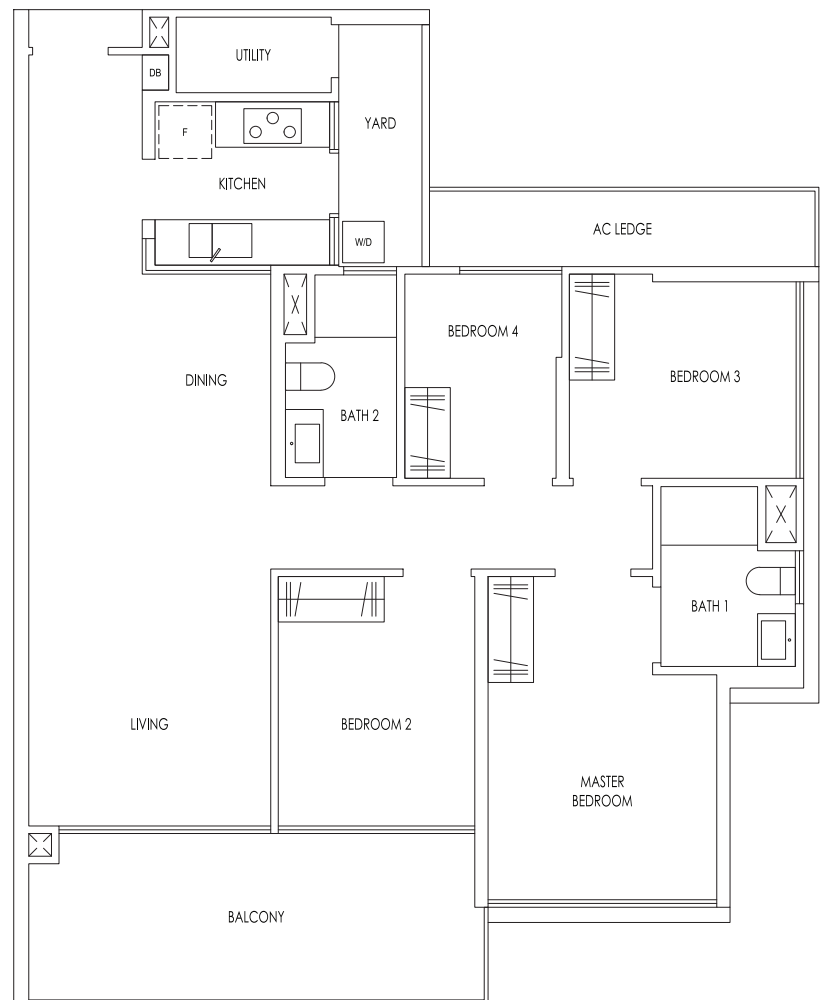 UTILITY
DB
YARD
F
KITCHEN
AC LEDGE
W/D
BEDROOM 4
BEDROOM 3
DINING
BATH 2
BATH 1
LIVING
BEDROOM 2
MASTER
BEDROOM
BALCONY